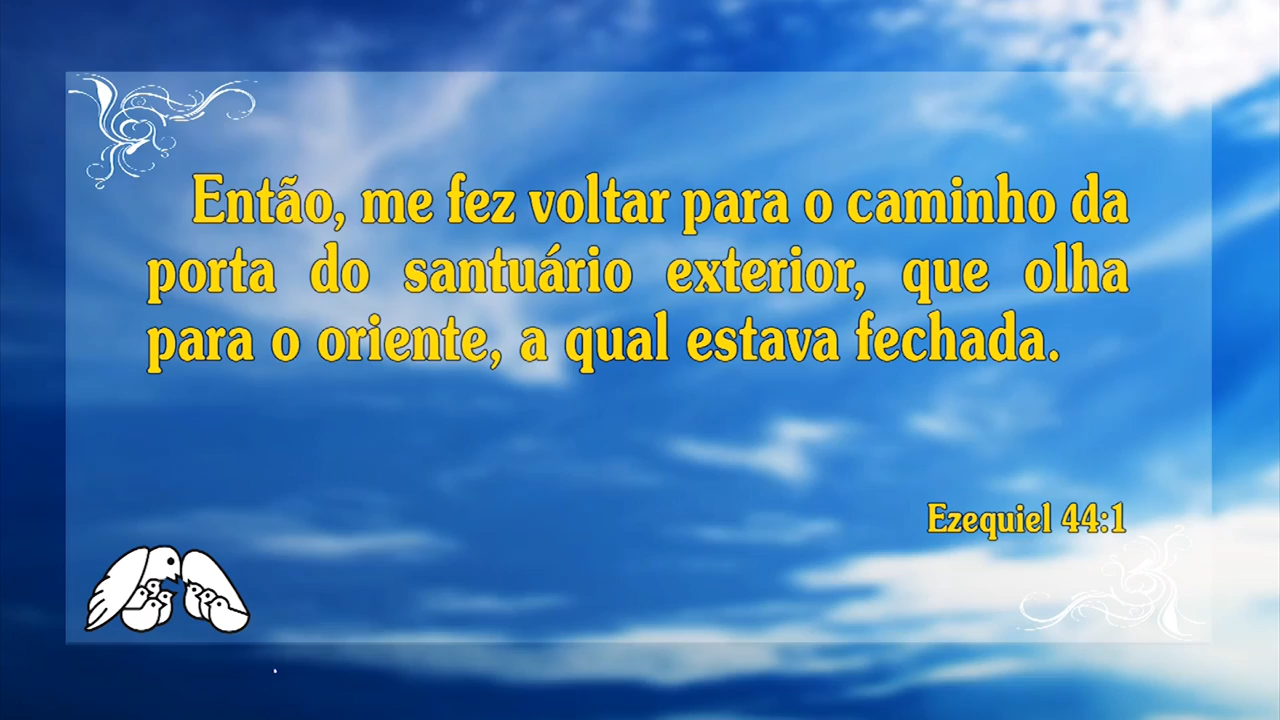 Então, me fez voltar para o caminho da
porta do santuário exterior, que olha
para o oriente, a qual estava fechada.
Ezequiel 44:1